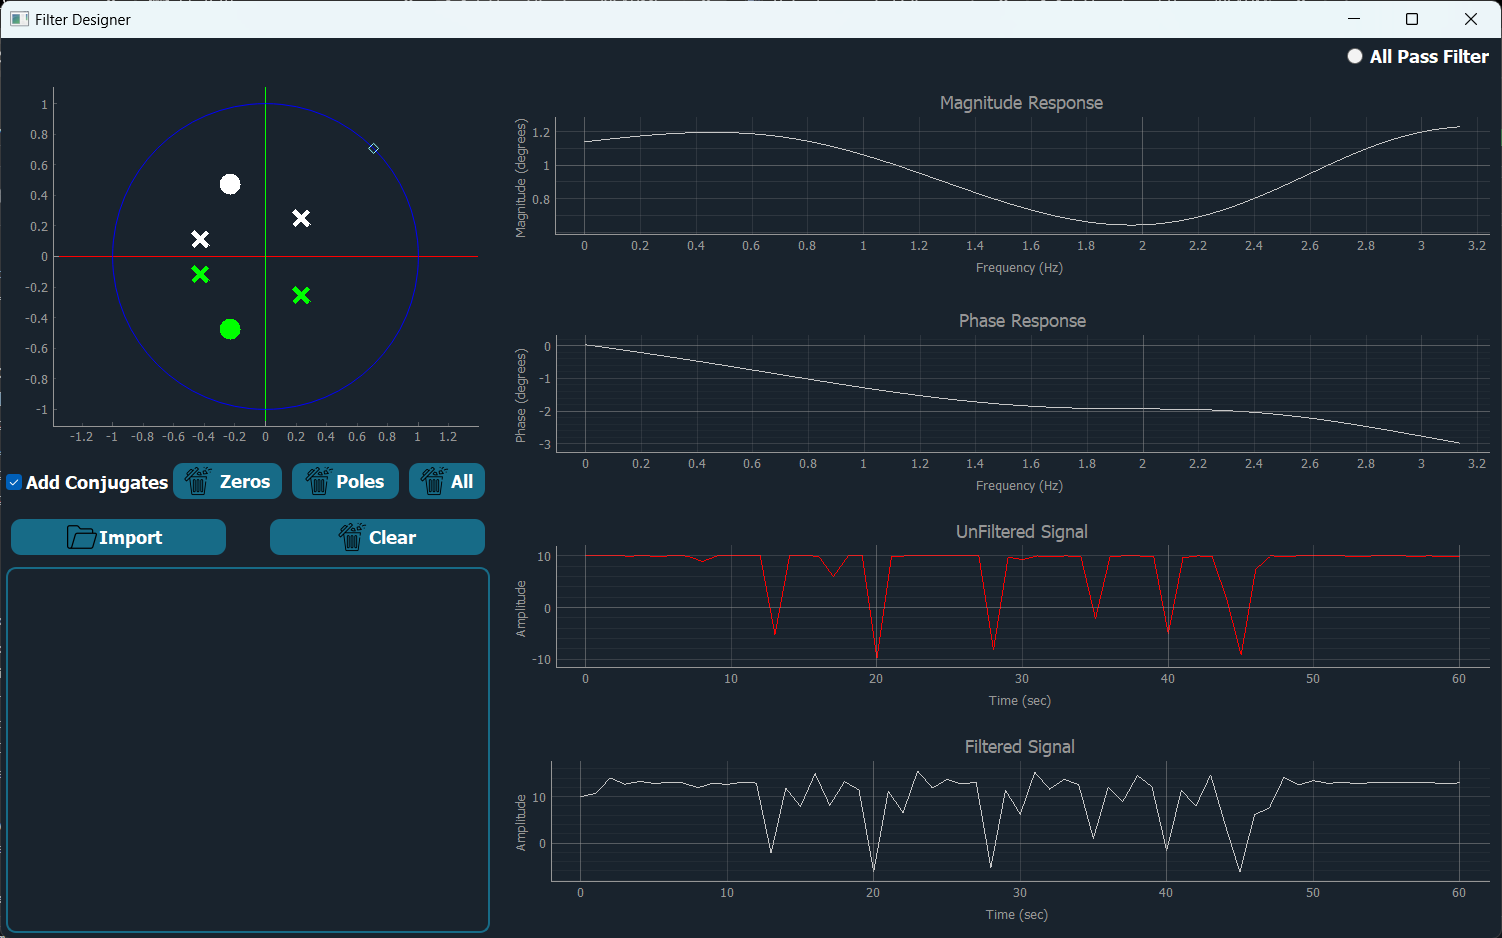 Filter Designer
All Pass Filter
1
0.8
0.6
0.4
0.2
0
-0.2
-0.4
-0.6
-0.8
-1
-1.2 -1 -0.8 -0.6 -0.4 -0.2 0 0.2 0.4 0.6 0.8 1 1.2
Add Conjugates Zeros Poles All
Import Clear
Magnitude Response
Magnitude (degrees)
1.2
1
0.8
0 0.2 0.4 0.6 0.8 1 1.2 1.4 1.6 1.8 2 2.2 2.4 2.6 2.8 3 3.2
Frequency (Hz)
Phase Response
Phase (degrees)
0
-1
-2
-3
0 0.2 0.4 0.6 0.8 1 1.2 1.4 1.6 1.8 2 2.2 2.4 2.6 2.8 3 3.2
Frequency (Hz)
UnFiltered Signal
Amplitude
10
0
-10
0 10 20 30 40 50 60
Time (sec)
Filtered Signal
Amplitude
10
0
0 10 20 30 40 50 60
Time (sec)